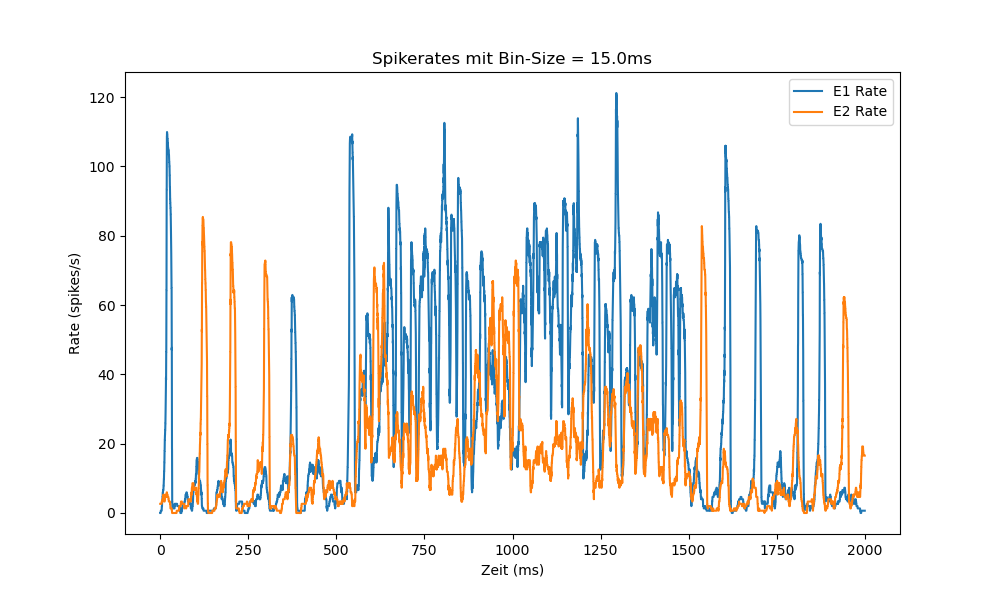 Spikerates mit Bin-Size = 15.0ms
E1 Rate
E2 Rate
Rate (spikes/s)
120
100
80
60
40
20
0
0 250 500 750 1000 1250 1500 1750 2000
Zeit (ms)